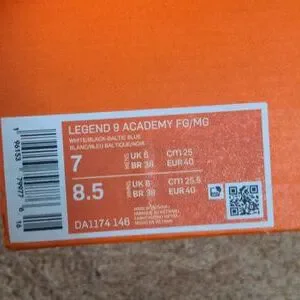 LEGEND 9 ACADEMY FG/MG
WHITE/BLACK-BALTIC BLUE
BLANC/BLEU BALTIQUE/NOIR
7 UK 6 cm 25
BR 38 EUR 40
8.5 UK 6 cm 25.5
BR 38 EUR 40
DA1174 146